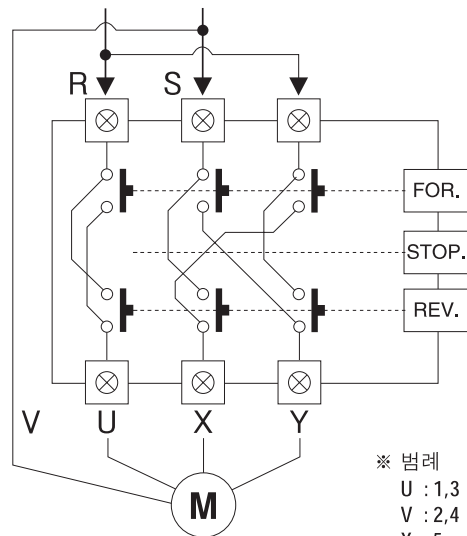 R S
FOR.
STOP.
REV.
V U X Y
M
※ 범례
U : 1,3
V : 2,4